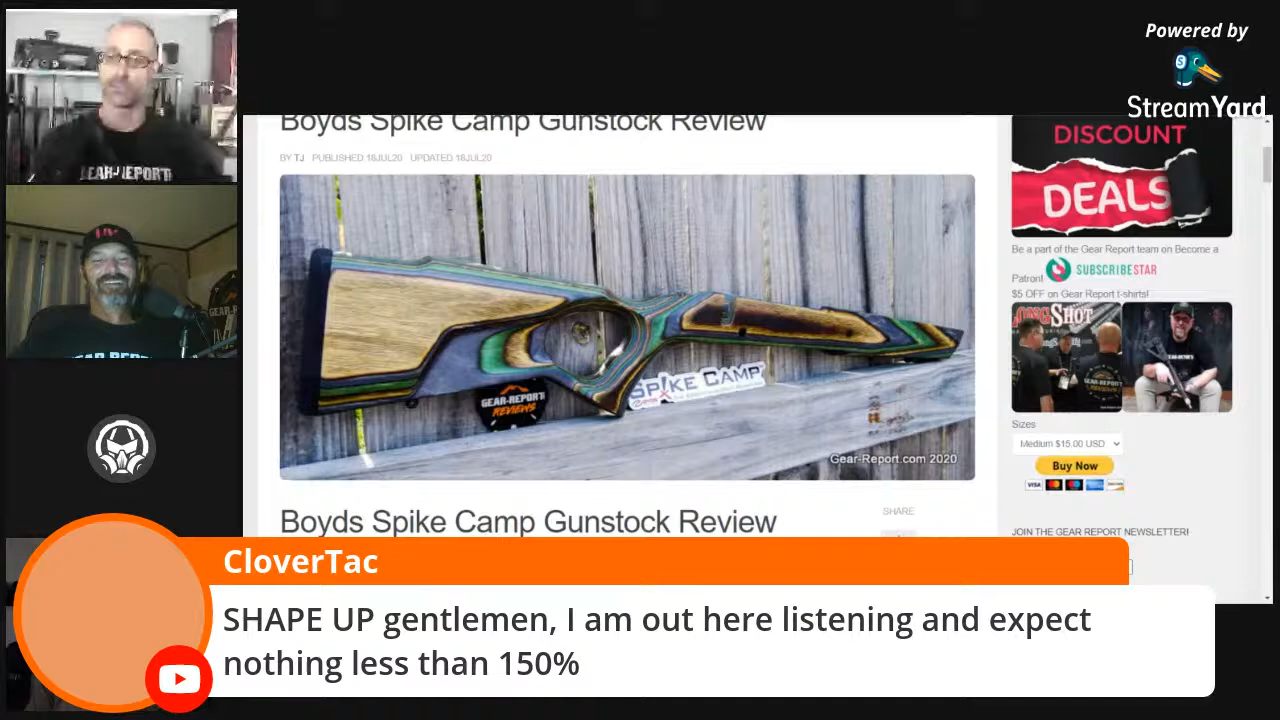 Powered by
StreamYard
Boyds Spike Camp Gunstock Review
BY TJ PUBLISHED 18JUL20 UPDATED 18JUL20
GEAR-REPORT
REVIEWS
SPIKE CAMP
Gear-Report.com 2020
Boyds Spike Camp Gunstock Review
SHARE
DISCOUNT
DEALS
Be a part of the Gear Report team on Become a
Patron!
SUBSCRIBESTAR
$5 OFF on Gear Report t-shirts!
Sizes
Medium $15.00 USD
Buy Now
VISA
JOIN THE GEAR REPORT NEWSLETTER!
CloverTac
SHAPE UP gentlemen, I am out here listening and expect
nothing less than 150%